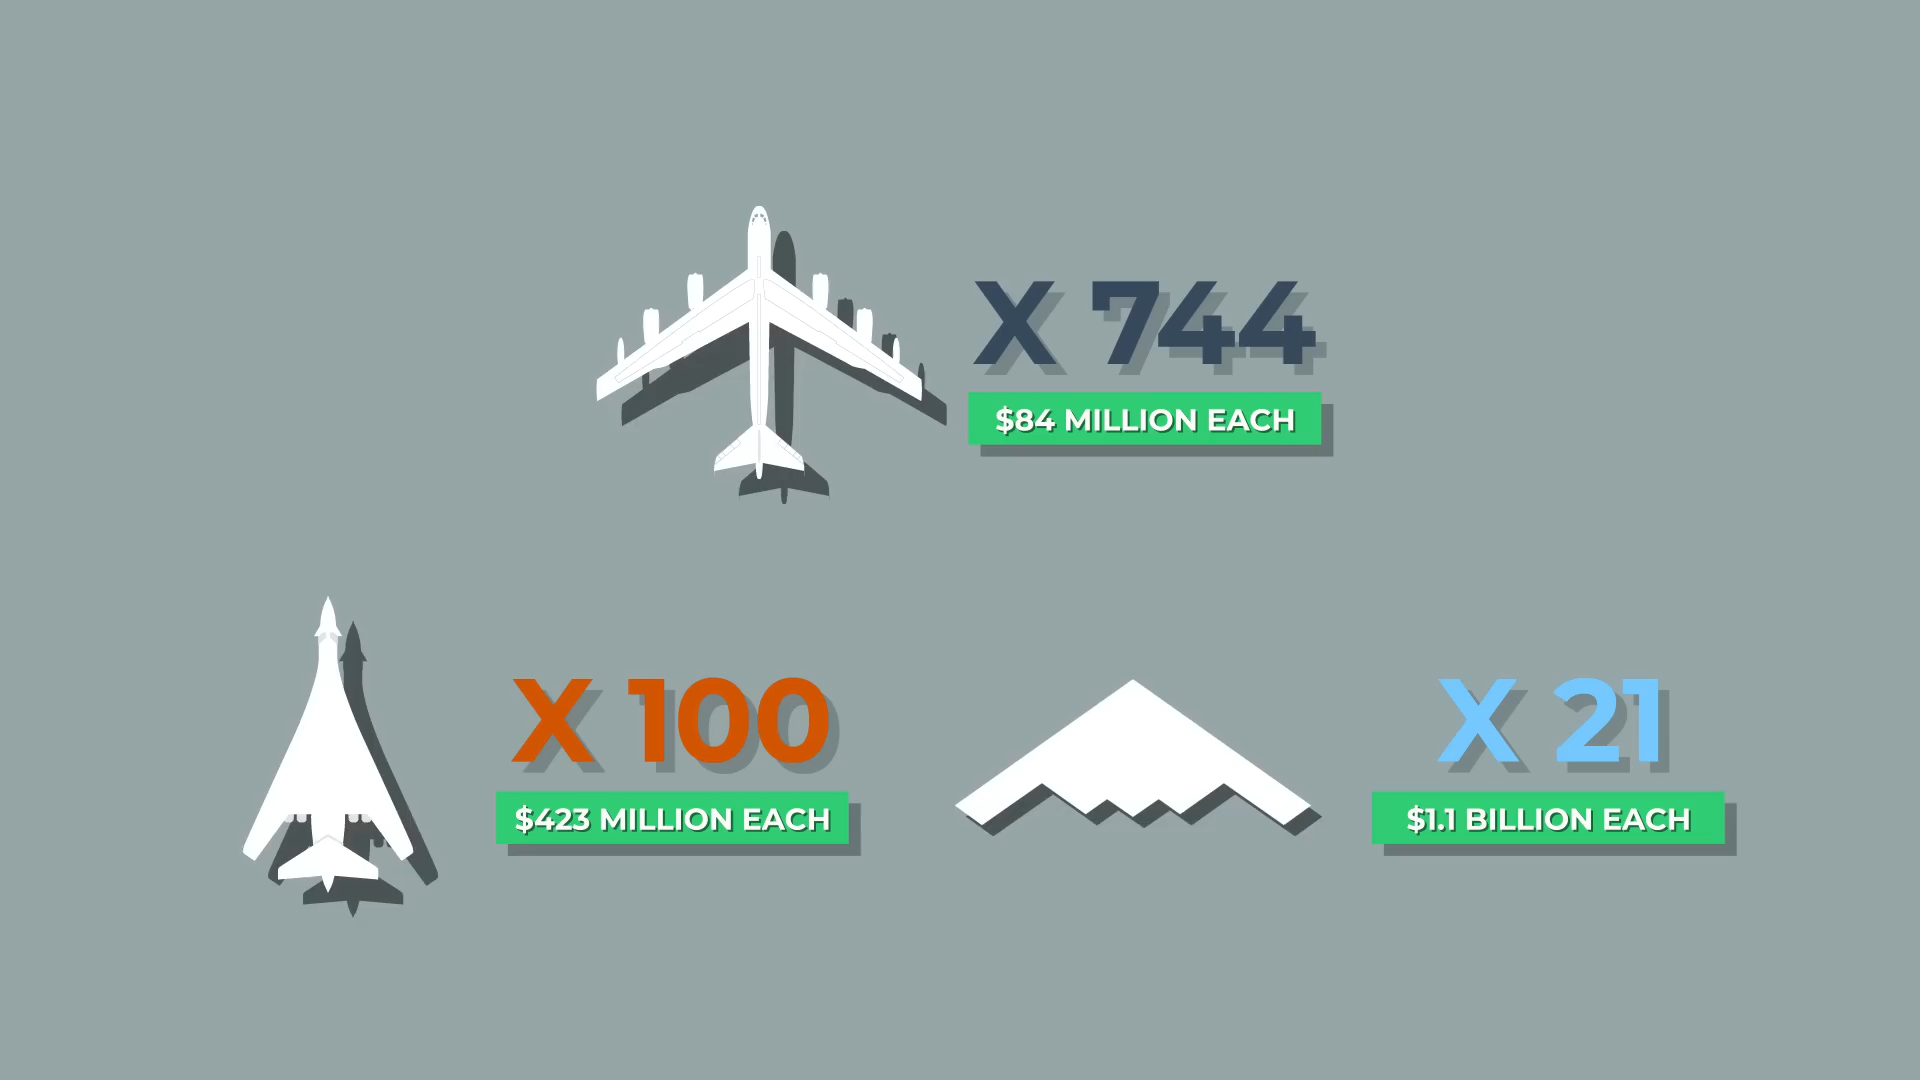 X 744
$84 MILLION EACH
X 100
$423 MILLION EACH
X 21
$1.1 BILLION EACH